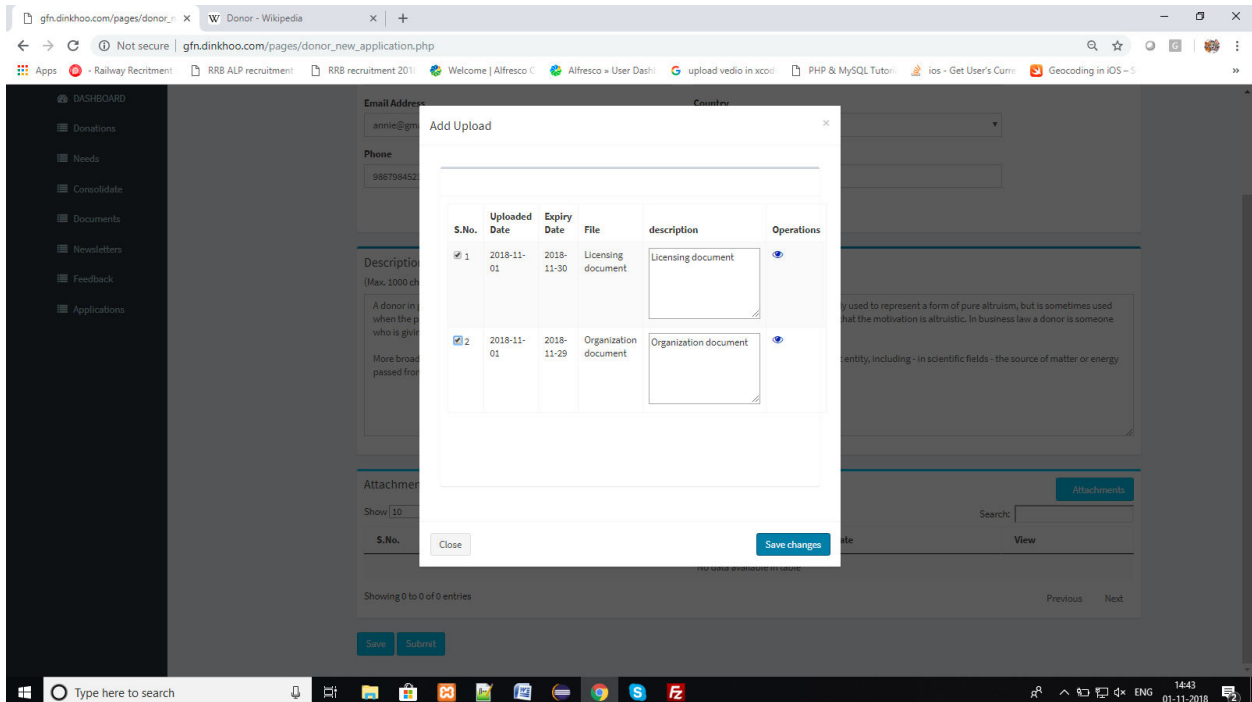 gfn.dinkhoo.com/pages/donor_n
W Donor - Wikipedia
Not secure gfn.dinkhoo.com/pages/donor_new_application.php
Apps - Railway Recritment RRB ALP recruitment RRB recruitment 201 Welcome | Alfresco Alfresco » User Dash upload vedio in xcod PHP & MySQL Tutori ios - Get User's Curre Geocoding in iOS –
DASHBOARD
Donations
Needs
Consolidate
Documents
Newsletters
Feedback
Applications
Email Address Country
annie@gm
Phone
986798452
Add Upload ×
S.No. Uploaded Date Expiry Date File description Operations
1 2018-11-01 2018-11-30 Licensing document Licensing document
2 2018-11-01 2018-11-29 Organization document Organization document
Close Save changes
Descriptio
(Max. 1000 ch
A donor in y used to represent a form of pure altruism, but is sometimes used
when the p hat the motivation is altruistic. In business law a donor is someone
who is givin
More broad entity, including - in scientific fields - the source of matter or energy
passed from
Attachmen Attachments
Show 10 Search:
S.No. ate View
No data available in table
Showing 0 to 0 of 0 entries Previous Next
Save Submit
Type here to search ENG 14:43
01-11-2018